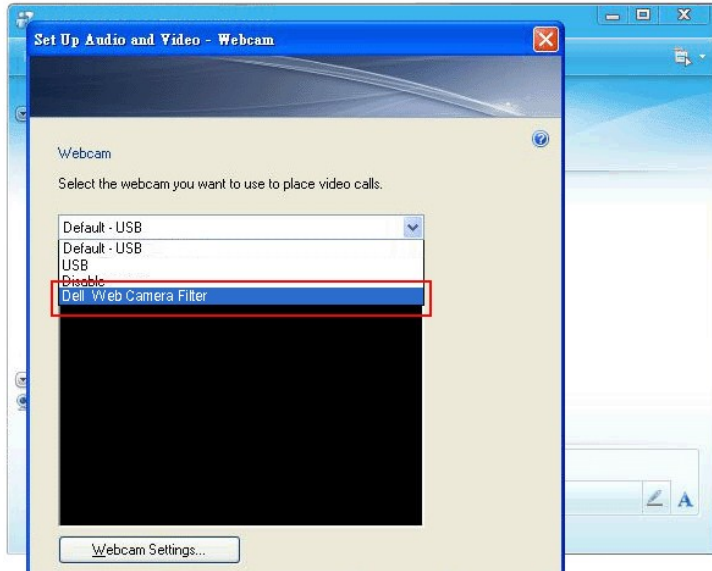 Set Up Audio and Video - Webcam
Webcam
Select the webcam you want to use to place video calls.
Default - USB
Default - USB
USB
Disable
Dell Web Camera Filter
Webcam Settings...
A